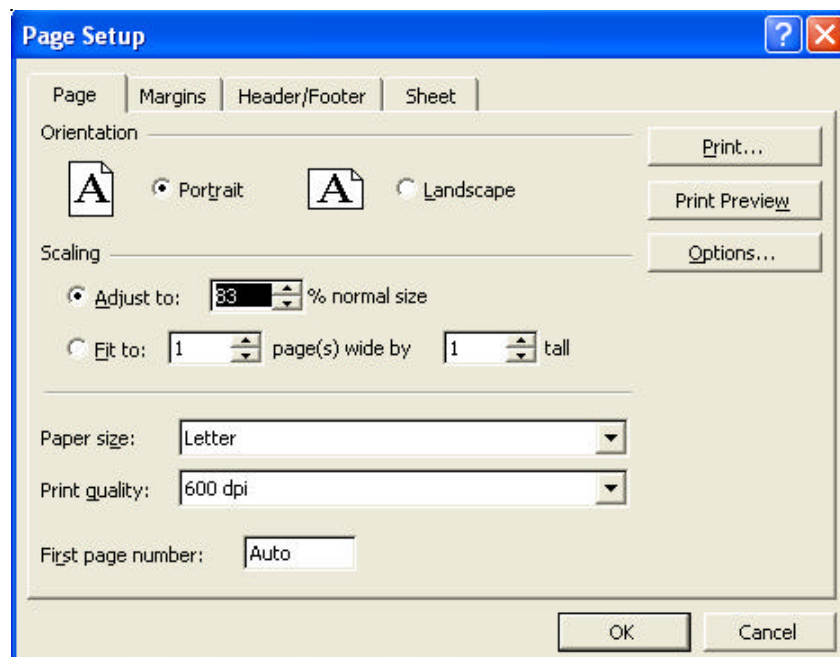 Page Setup
Page Margins Header/Footer Sheet
Orientation
A Portrait A Landscape
Print...
Print Preview
Options...
Scaling
Adjust to: 83 % normal size
Fit to: 1 page(s) wide by 1 tall
Paper size: Letter
Print quality: 600 dpi
First page number: Auto
OK Cancel